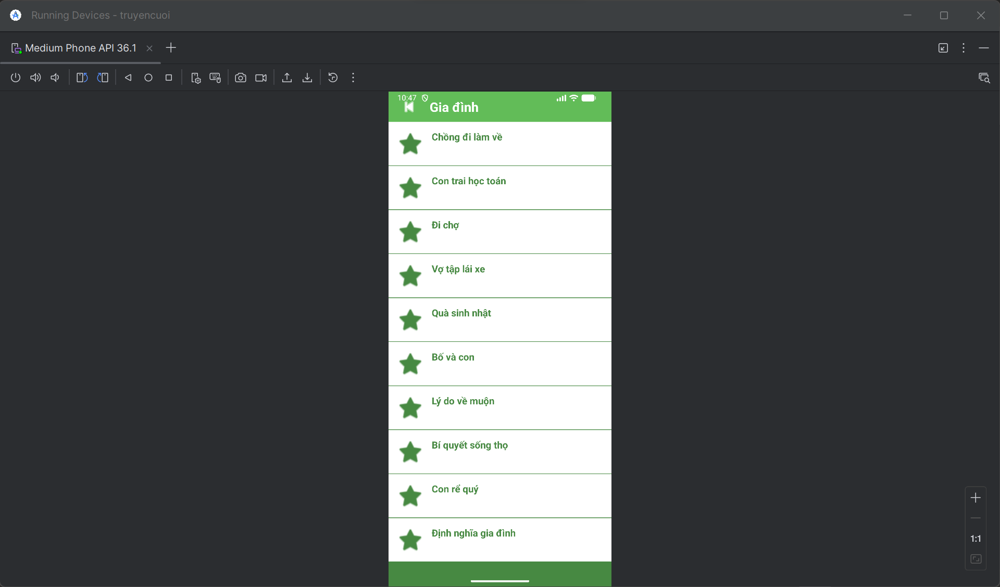 Running Devices - truyencuoi
Medium Phone API 36.1
10:47
Gia đình
Chồng đi làm về
Con trai học toán
Đi chợ
Vợ tập lái xe
Quà sinh nhật
Bố và con
Lý do về muộn
Bí quyết sống thọ
Con rể quý
Định nghĩa gia đình
1:1